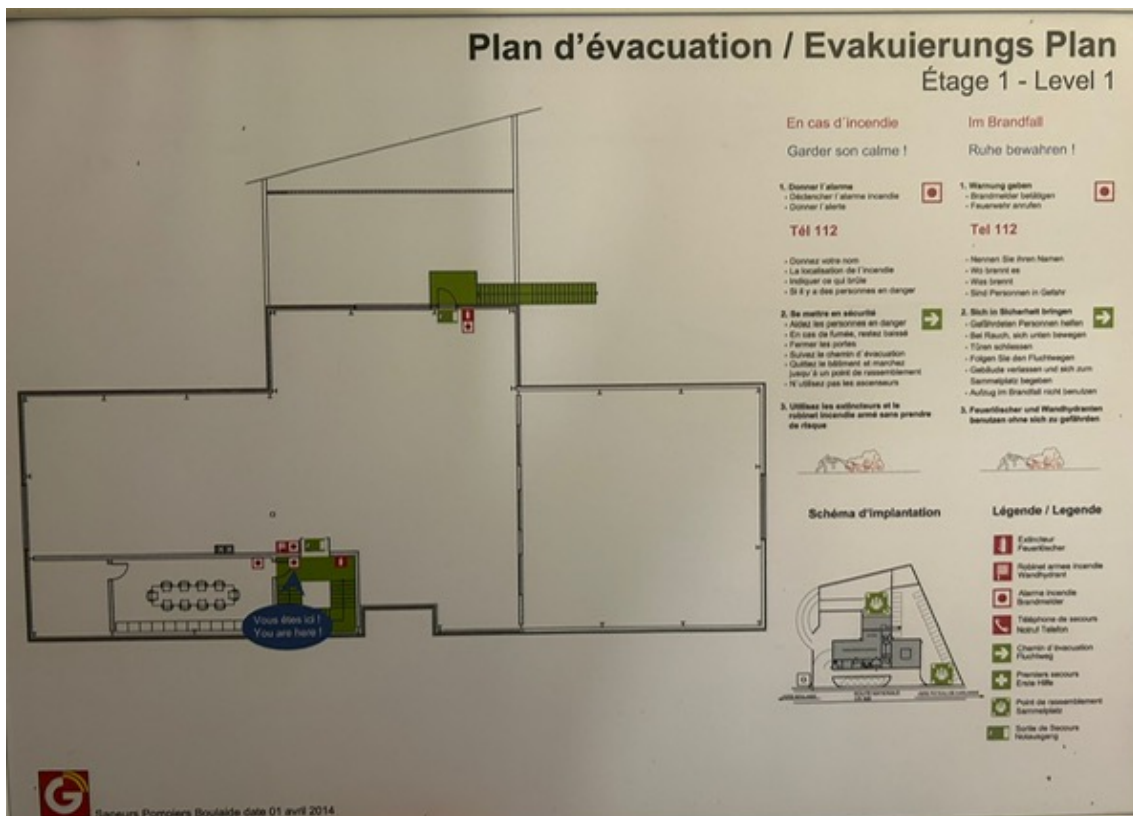 Plan d'évacuation / Evakuierungs Plan
Étage 1 - Level 1
En cas d'incendie
Garder son calme !
1. Donner l'alarme
- Déclencher l'alarme incendie
- Donner l'alerte
Tél 112
- Donnez votre nom
- La localisation de l'incendie
- Indiquer ce qui brûle
- Si il y a des personnes en danger
2. Se mettre en sécurité
- Aidez les personnes en danger
- En cas de fumée, restez baissé
- Fermer les portes
- Suivez le chemin d'évacuation
- Quittez le bâtiment et marchez
jusqu'à un point de rassemblement
- N'utilisez pas les ascenseurs
3. Utilisez les extincteurs et le
robinet incendie armé sans prendre
de risque
Im Brandfall
Ruhe bewahren !
1. Warnung geben
- Brandmelder betätigen
- Feuerwehr anrufen
Tel 112
- Nennen Sie Ihren Namen
- Wo brennt es
- Was brennt
- Sind Personen in Gefahr
2. Sich in Sicherheit bringen
- Gefährdeten Personen helfen
- Bei Rauch, sich unten bewegen
- Türen schliessen
- Folgen Sie den Fluchtwegen
- Gebäude verlassen und sich zum
Sammelplatz begeben
- Aufzug im Brandfall nicht benutzen
3. Feuerlöscher und Wandhydranten
benutzen ohne sich zu gefährden
Vous êtes ici !
You are here !
Schéma d'implantation
ROUTE NATIONALE
Légende / Legende
Extincteur
Feuerlöscher
Robinet armee incendie
Wandhydrant
Alarme incendie
Brandmelder
Téléphone de secours
Notruf Telefon
Chemin d'évacuation
Fluchtweg
Premiers secours
Erste Hilfe
Point de rassemblement
Sammelplatz
Sortie de Secours
Notausgang
G
Sapeurs Pompiers Boulaide date 01 avril 2014